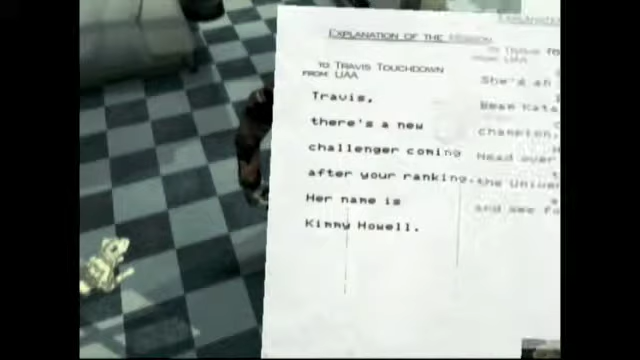 EXPLANATION OF THE MISSION
TO TRAVIS TOUCHDOWN
FROM UAA
Travis,
there's a new
challenger coming
after your ranking.
Her name is
Kimmy Howell.
She's an
Beam Kata
champion,
Head over
the Univer
and see fo